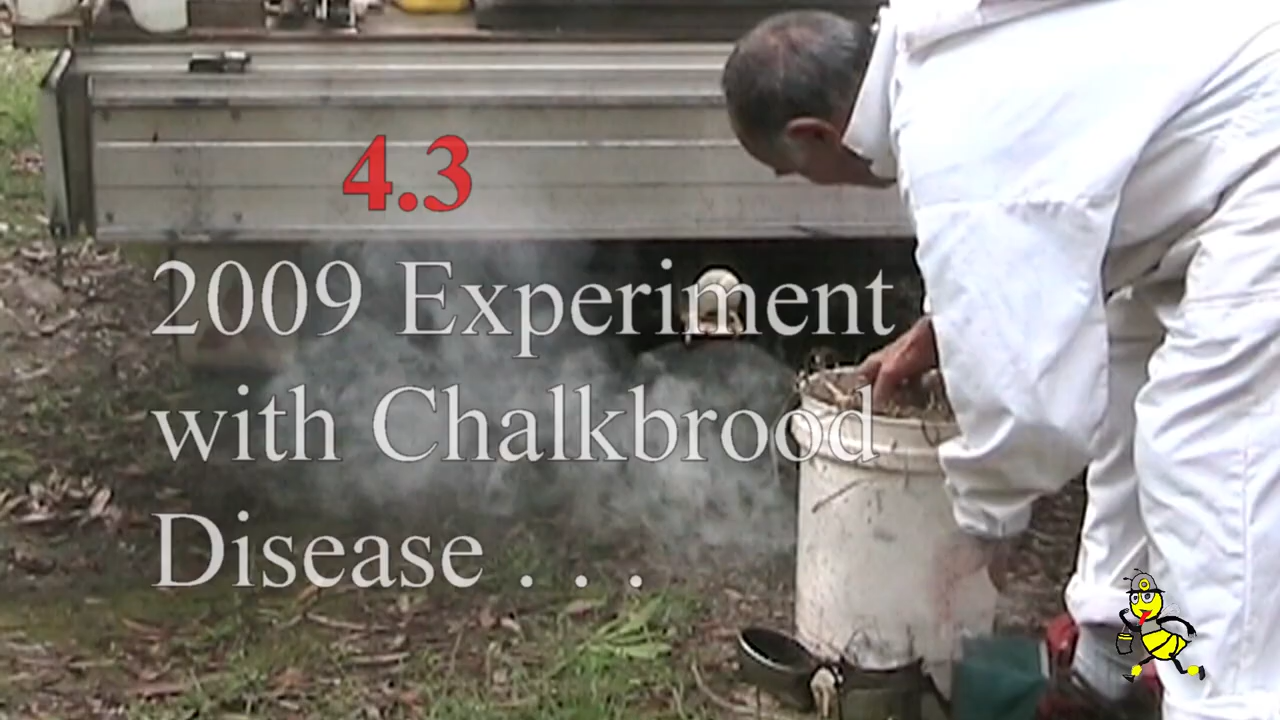 4.3
2009 Experiment
with Chalkbrood
Disease . . .